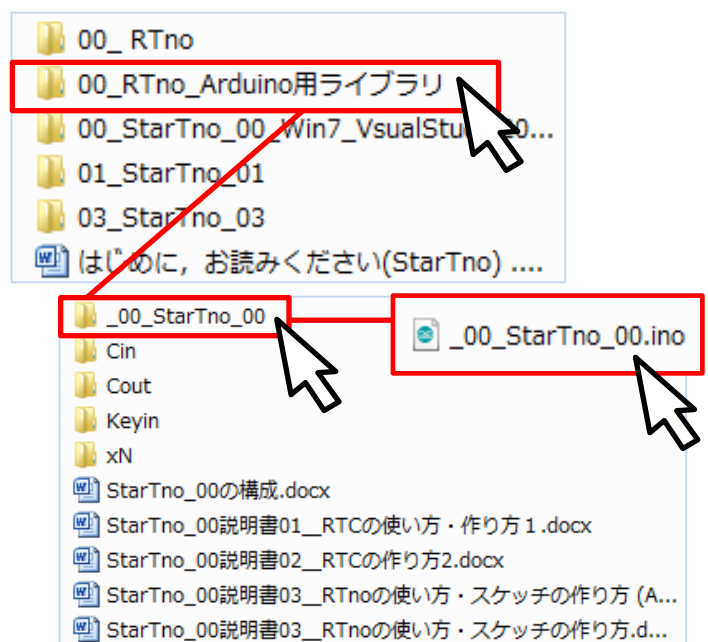 00_ RTno
00_RTno_Arduino用ライブラリ
00_StarTno_00_Win7_VsualStud 20...
01_StarTno_01
03_StarTno_03
はじめに，お読みください(StarTno) ....
_00_StarTno_00
_00_StarTno_00.ino
Cin
Cout
Keyin
xN
StarTno_00の構成.docx
StarTno_00説明書01__RTCの使い方・作り方１.docx
StarTno_00説明書02__RTCの作り方2.docx
StarTno_00説明書03__RTnoの使い方・スケッチの作り方 (A...
StarTno_00説明書03__RTnoの使い方・スケッチの作り方.d...